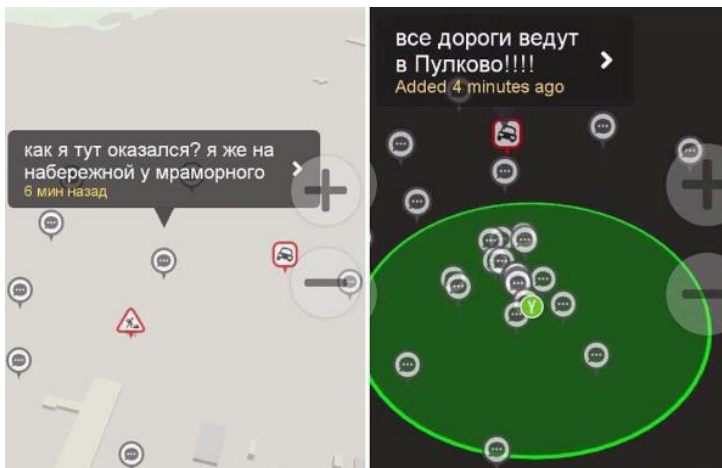 как я тут оказался? я же на
набережной у мраморного
6 мин назад
все дороги ведут
в Пулково!!!!
Added 4 minutes ago
Y